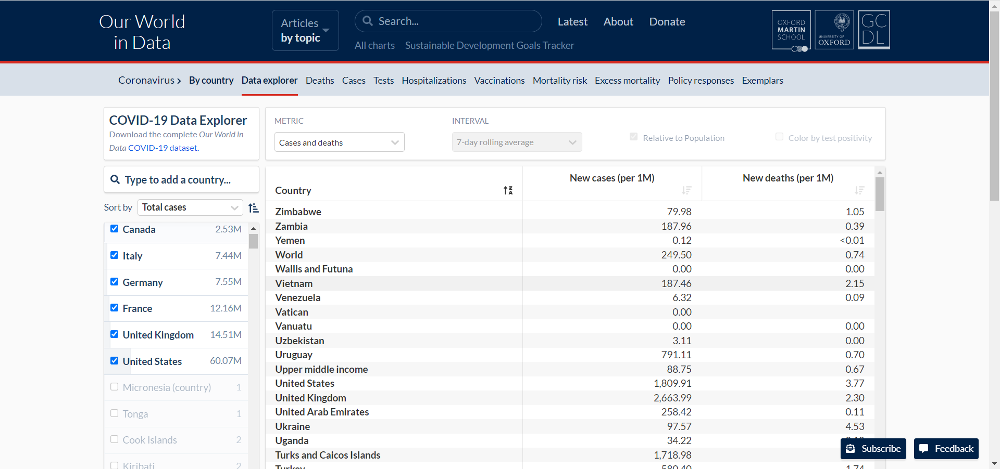 Our World
in Data
Articles
by topic
Search...
Latest
About
Donate
All charts
Sustainable Development Goals Tracker
OXFORD
MARTIN
SCHOOL
UNIVERSITY OF
OXFORD
GC
DL
Coronavirus
By country
Data explorer
Deaths
Cases
Tests
Hospitalizations
Vaccinations
Mortality risk
Excess mortality
Policy responses
Exemplars
COVID-19 Data Explorer
Download the complete Our World in
Data COVID-19 dataset.
METRIC
Cases and deaths
INTERVAL
7-day rolling average
Relative to Population
Color by test positivity
Type to add a country...
Sort by
Total cases
Canada 2.53M
Italy 7.44M
Germany 7.55M
France 12.16M
United Kingdom 14.51M
United States 60.07M
Micronesia (country) 1
Tonga 1
Cook Islands 2
Kiribati 2
Country New cases (per 1M) New deaths (per 1M)
Zimbabwe 79.98 1.05
Zambia 187.96 0.39
Yemen 0.12 <0.01
World 249.50 0.74
Wallis and Futuna 0.00 0.00
Vietnam 187.46 2.15
Venezuela 6.32 0.09
Vatican 0.00
Vanuatu 0.00 0.00
Uzbekistan 3.11 0.00
Uruguay 791.11 0.70
Upper middle income 88.75 0.67
United States 1,809.91 3.77
United Kingdom 2,663.99 2.30
United Arab Emirates 258.42 0.11
Ukraine 97.57 4.53
Uganda 34.22
Turks and Caicos Islands 1,718.98
Turkey 580.40 1.74
Subscribe
Feedback